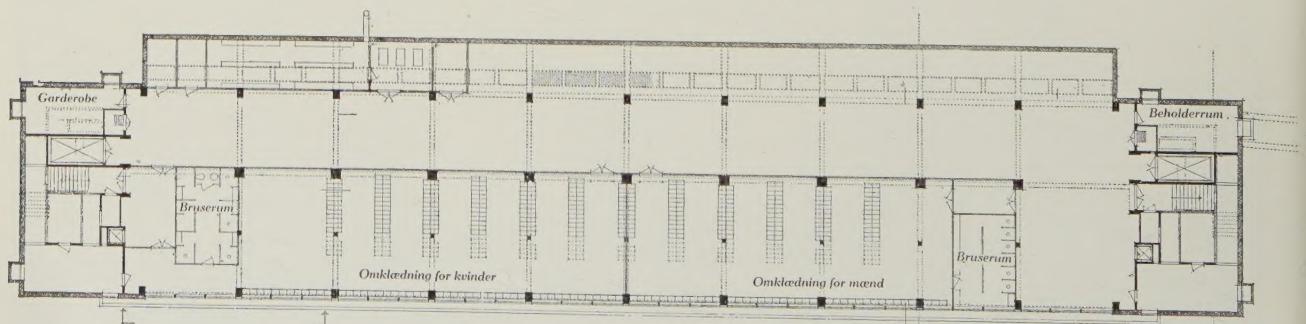 Garderobe
Beholderrum
Bruserum
Bruserum
Omklædning for kvinder
Omklædning for mænd